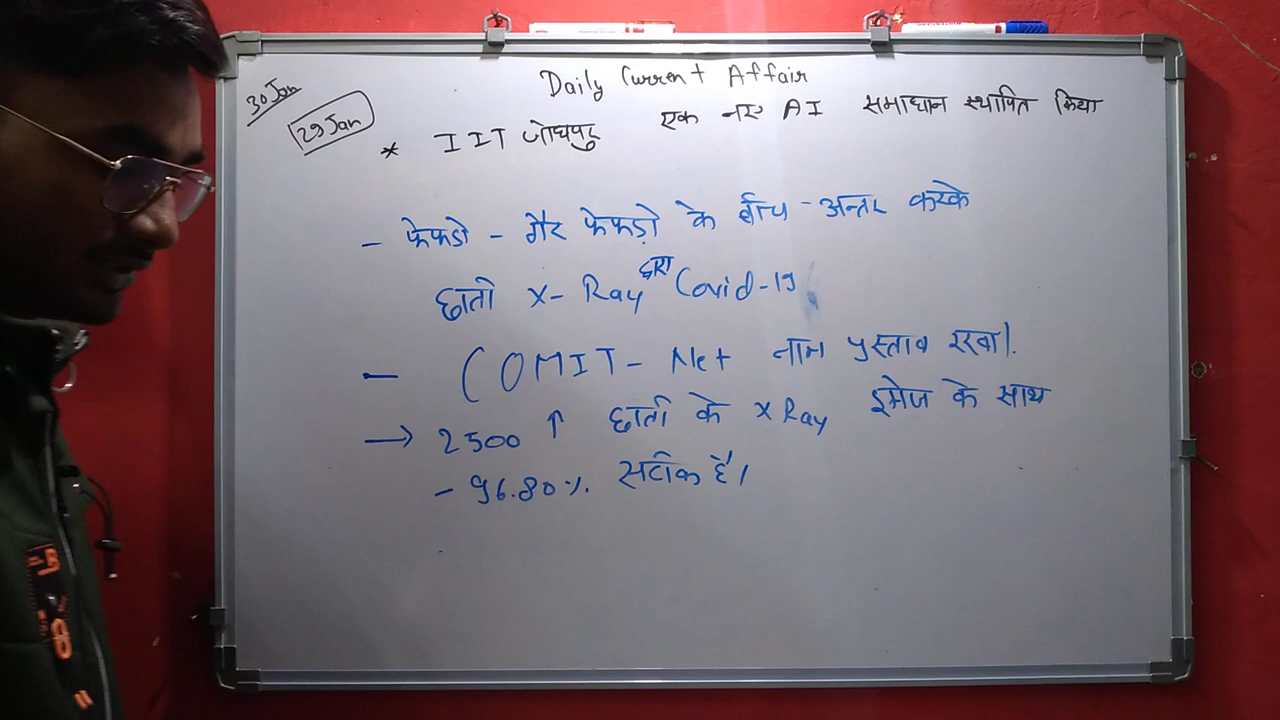 Daily Current Affair
30 Jan
29 Jan
* IIT जोधपुर एक नए AI समाधान स्थापित किया
- फेफडो - गैर फेफड़ो के बीच - अन्तर करके
छाती X-Ray द्वारा Covid-19
- COMIT-Net नाम प्रस्ताव रखा।
→ 2500 ↑ छाती के X Ray इमेज के साथ
- 96.80%. सटीक है।